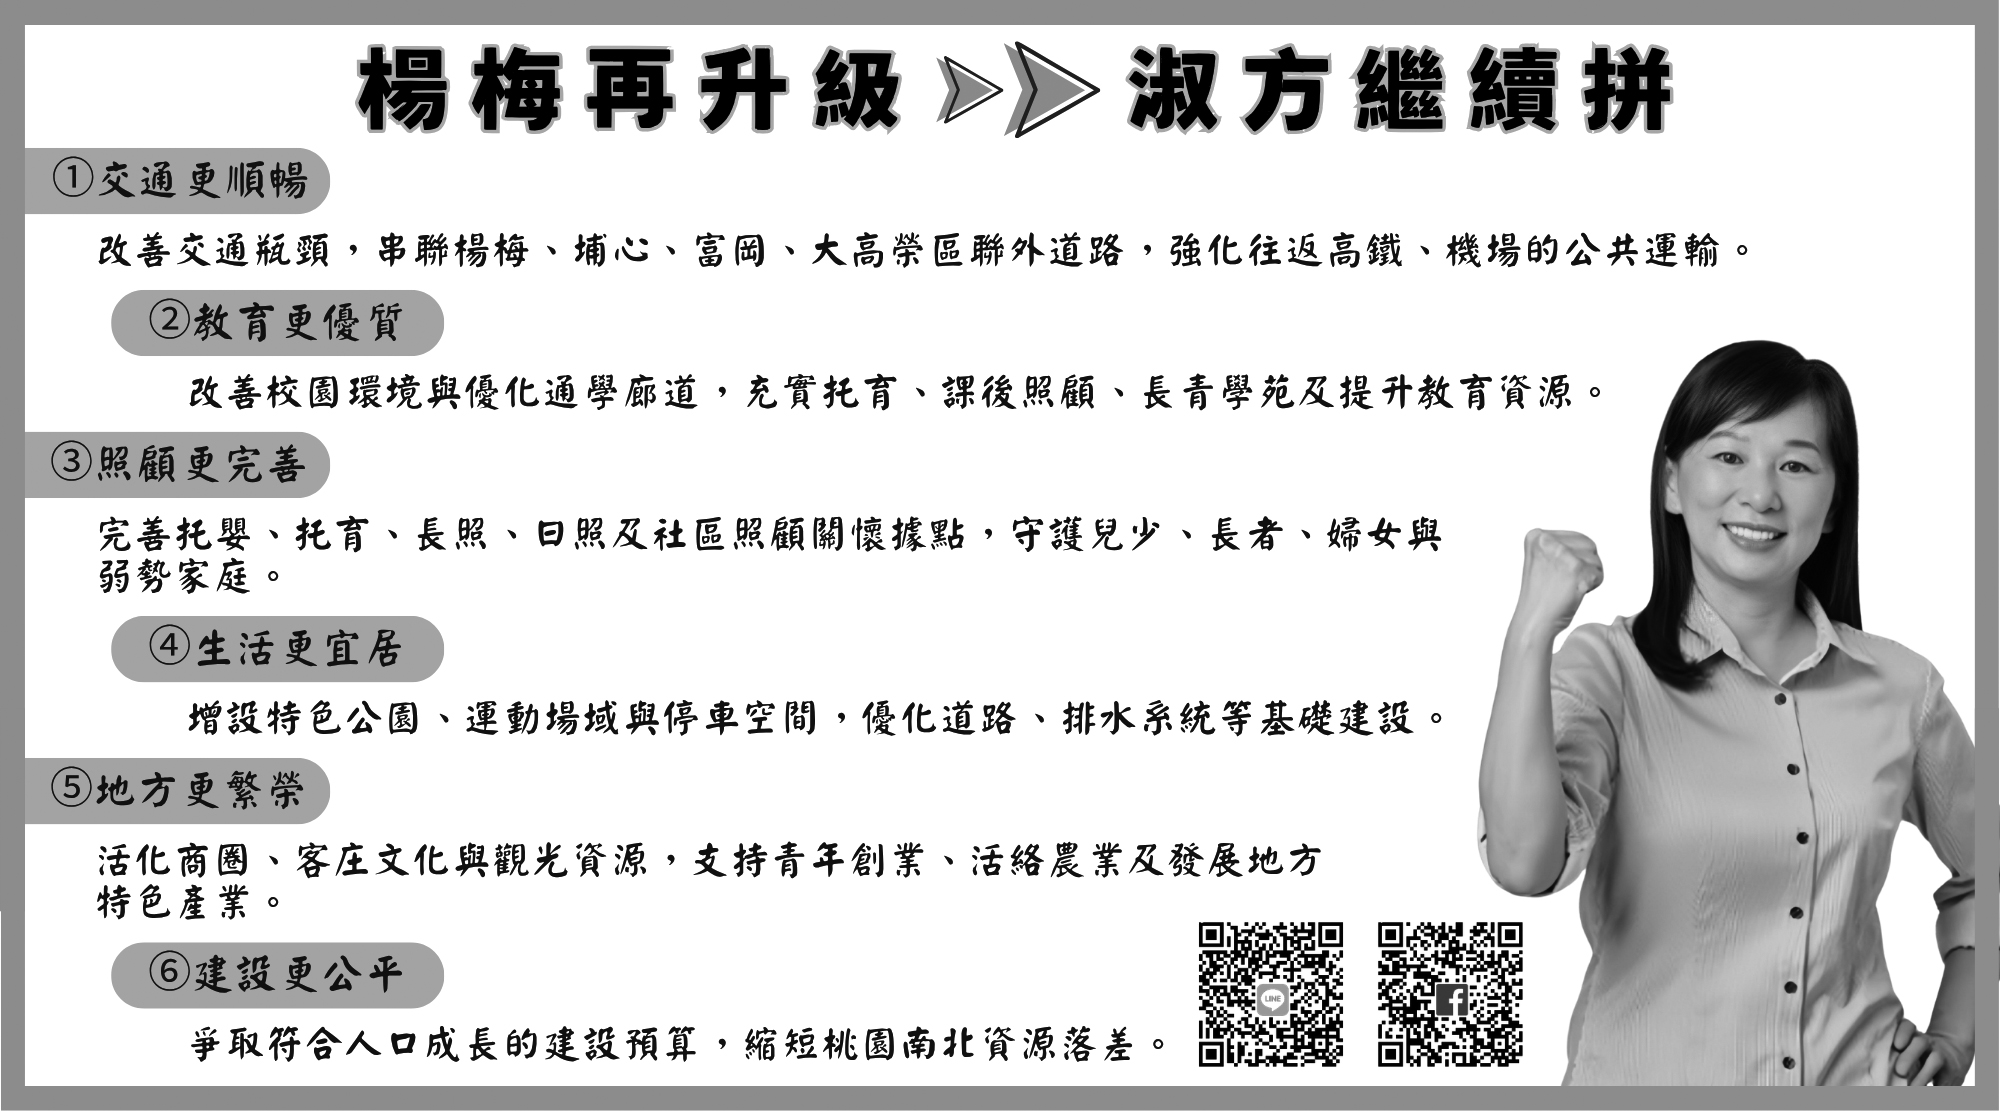 楊梅再升級 淑方繼續拼
①交通更順暢
改善交通瓶頸，串聯楊梅、埔心、富岡、大高榮區聯外道路，強化往返高鐵、機場的公共運輸。
②教育更優質
改善校園環境與優化通學廊道，充實托育、課後照顧、長青學苑及提升教育資源。
③照顧更完善
完善托嬰、托育、長照、日照及社區照顧關懷據點，守護兒少、長者、婦女與
弱勢家庭。
④生活更宜居
增設特色公園、運動場域與停車空間，優化道路、排水系統等基礎建設。
⑤地方更繁榮
活化商圈、客庄文化與觀光資源，支持青年創業、活絡農業及發展地方
特色產業。
⑥建設更公平
爭取符合人口成長的建設預算，縮短桃園南北資源落差。
LINE